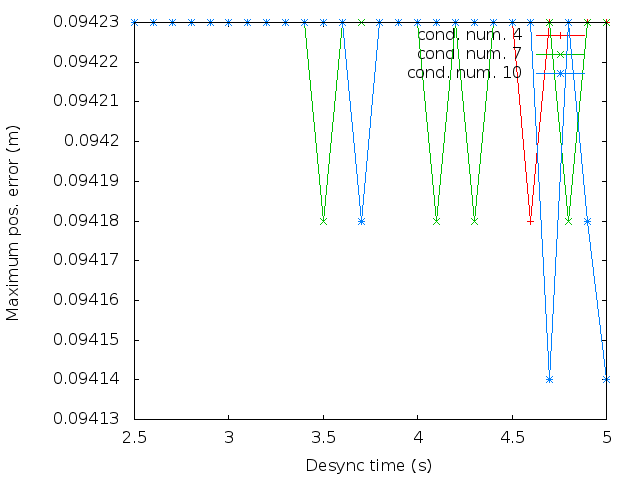 0.09423
0.09422
0.09421
0.0942
0.09419
0.09418
0.09417
0.09416
0.09415
0.09414
0.09413
2.5 3 3.5 4 4.5 5
Maximum pos. error (m)
Desync time (s)
cond. num. 4
cond. num. 7
cond. num. 10